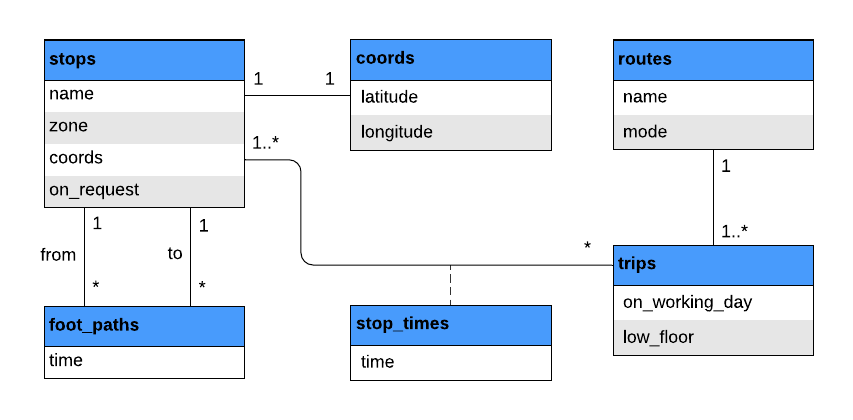 stops
name
zone
coords
on_request
1
1
coords
latitude
longitude
routes
name
mode
1..*
1
1..*
*
1
1
from
to
*
*
foot_paths
time
stop_times
time
trips
on_working_day
low_floor